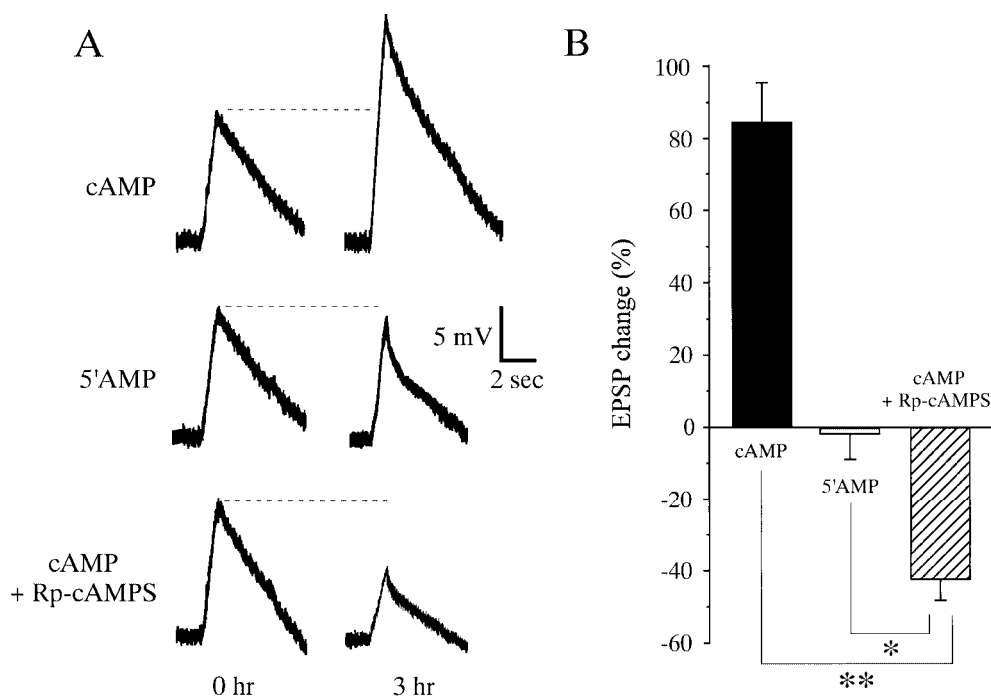 A
cAMP
5'AMP
5 mV
2 sec
cAMP
+ Rp-cAMPS
0 hr
3 hr
B
EPSP change (%)
100
80
60
40
20
0
-20
-40
-60
cAMP
5'AMP
cAMP
+ Rp-cAMPS
*
**